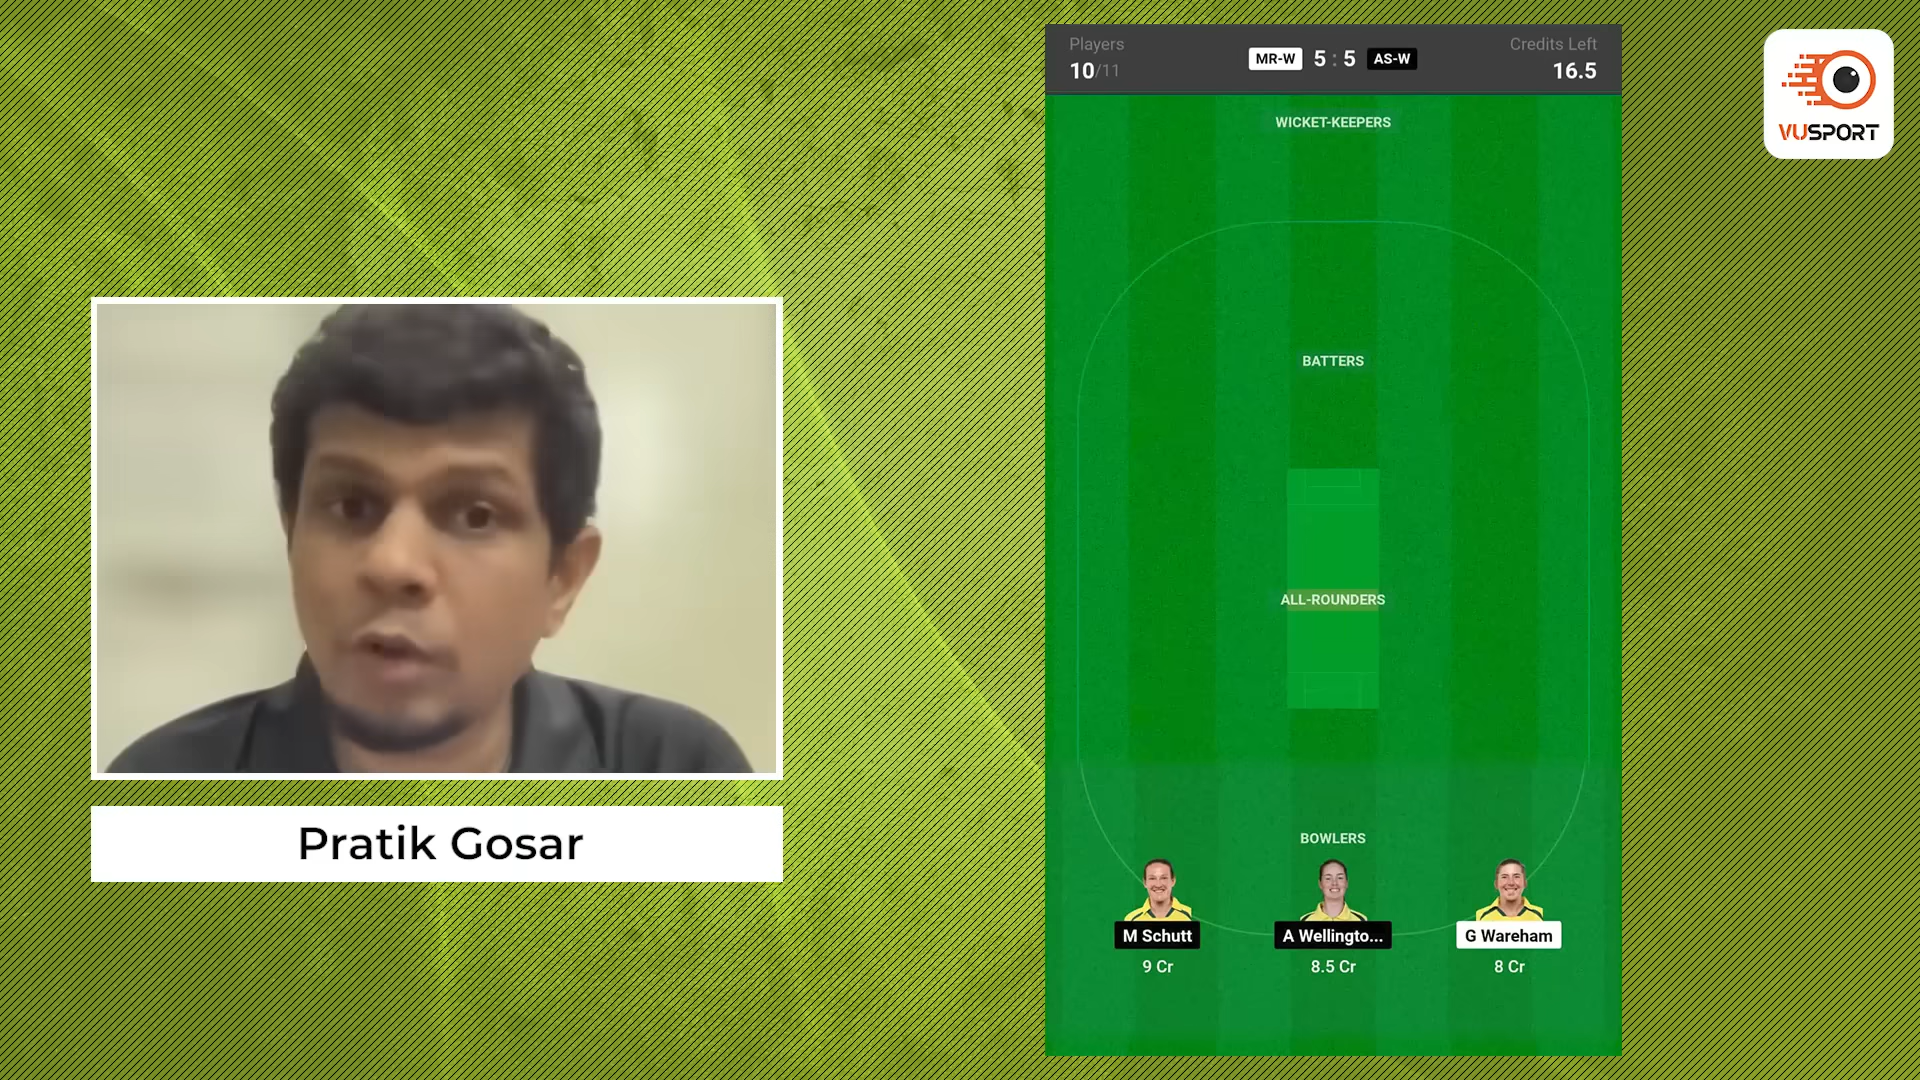 Players
10/11
MR-W 5 : 5 AS-W
Credits Left
16.5
VUSPORT
WICKET-KEEPERS
BATTERS
ALL-ROUNDERS
BOWLERS
M Schutt
9 Cr
A Wellingto...
8.5 Cr
G Wareham
8 Cr
Pratik Gosar